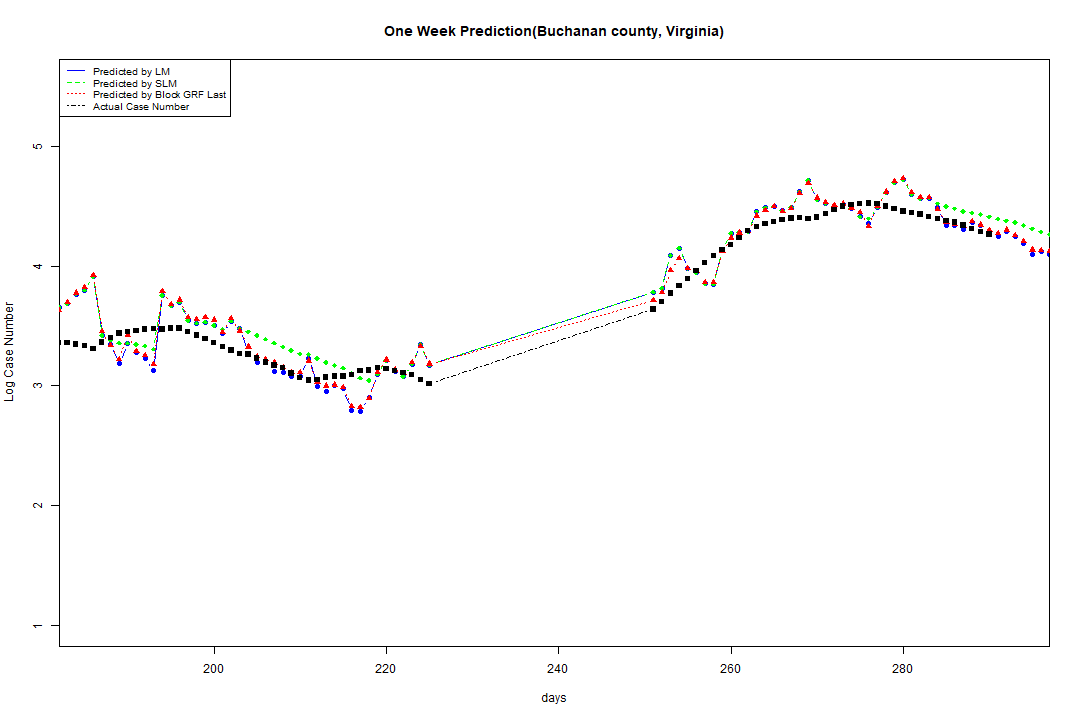 One Week Prediction(Buchanan county, Virginia)
Predicted by LM
Predicted by SLM
Predicted by Block GRF Last
Actual Case Number
5
4
3
2
1
Log Case Number
200 220 240 260 280
days